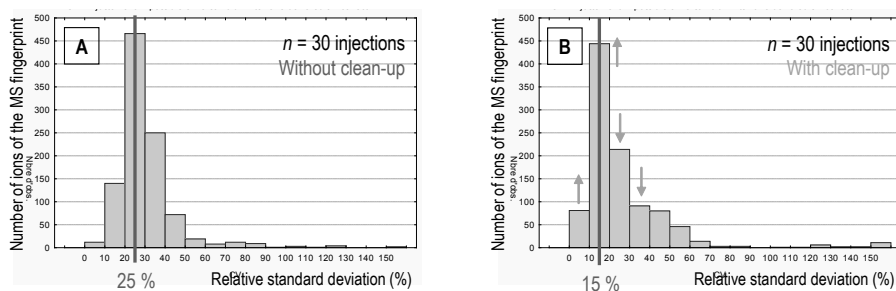 A
n = 30 injections
Without clean-up
Number of ions of the MS fingerprint
Nbre d'obs.
500
450
400
350
300
250
200
150
100
50
0
0 10 20 30 40 50 60 70 80 90 100 110 120 130 140 150
25 %
Relative standard deviation (%)
B
n = 30 injections
With clean-up
Number of ions of the MS fingerprint
Nbre d'obs.
500
450
400
350
300
250
200
150
100
50
0
0 10 20 30 40 50 60 70 80 90 100 110 120 130 140 150
15 %
Relative standard deviation (%)